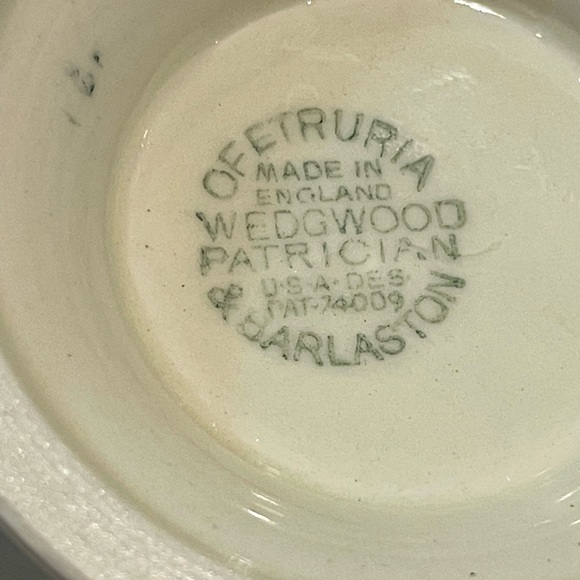 OF ETRURIA
MADE IN
ENGLAND
WEDGWOOD
PATRICIAN
U·S·A·DES
PAT·74009
& BARLASTON